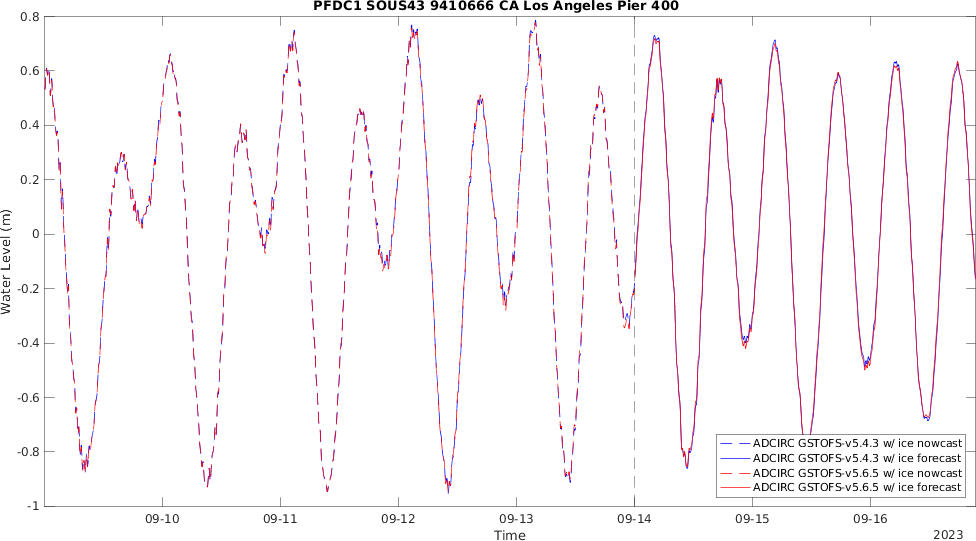 PFDC1 SOUS43 9410666 CA Los Angeles Pier 400
Water Level (m)
0.8
0.6
0.4
0.2
0
-0.2
-0.4
-0.6
-0.8
-1
ADCIRC GSTOFS-v5.4.3 w/ ice nowcast
ADCIRC GSTOFS-v5.4.3 w/ ice forecast
ADCIRC GSTOFS-v5.6.5 w/ ice nowcast
ADCIRC GSTOFS-v5.6.5 w/ ice forecast
09-10 09-11 09-12 09-13 09-14 09-15 09-16
Time
2023